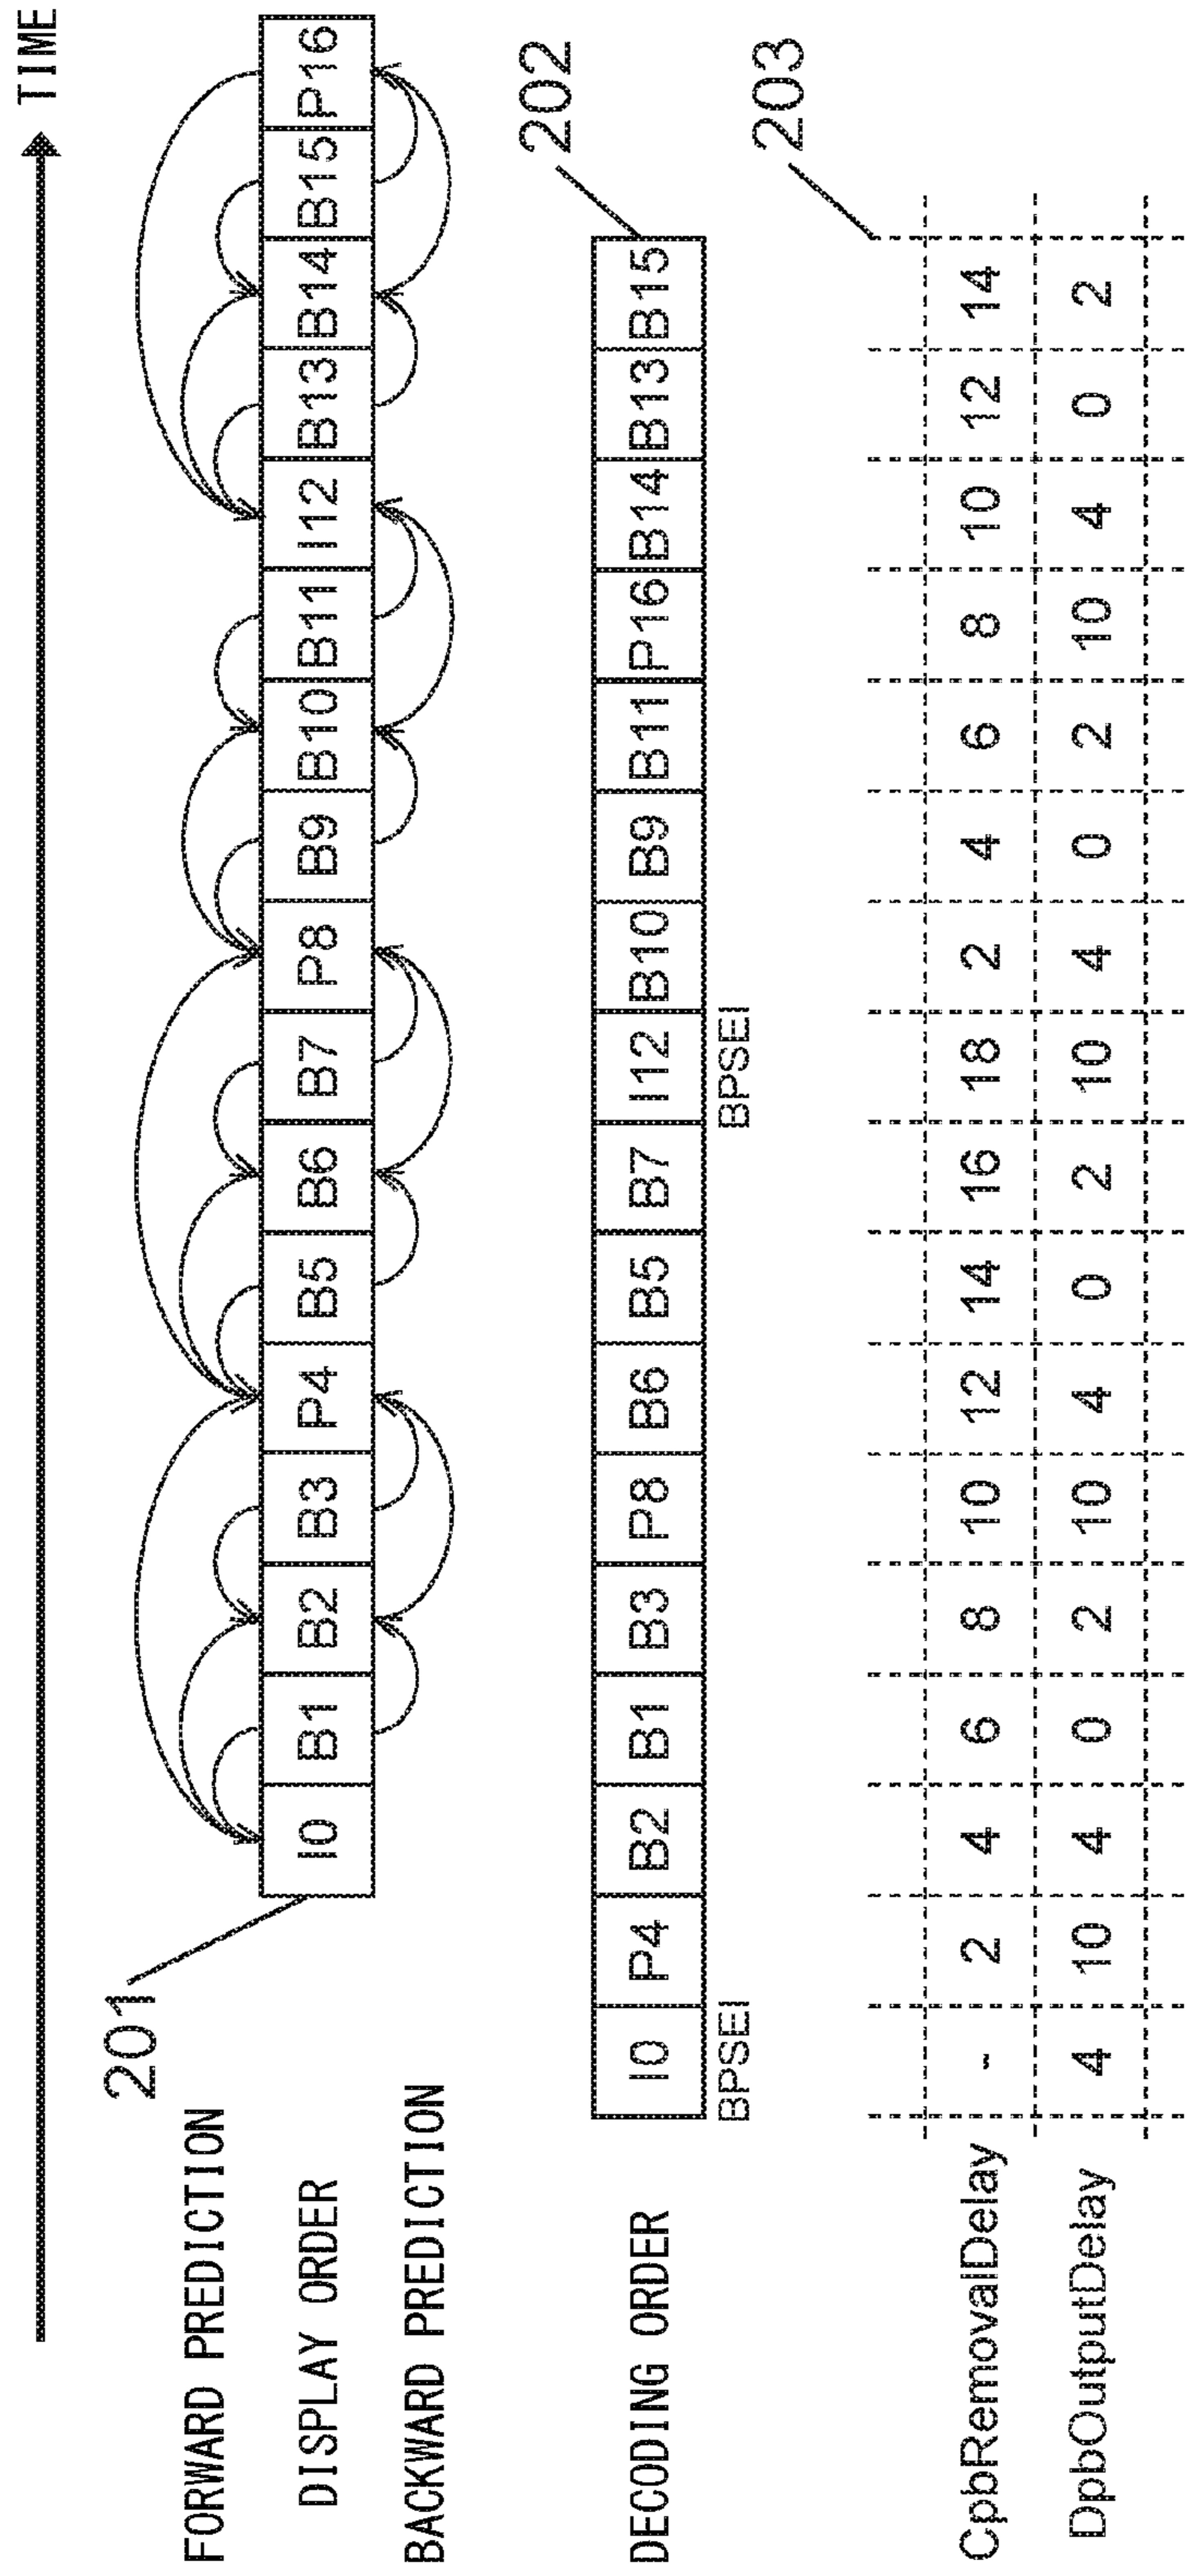 TIME
201
FORWARD PREDICTION
DISPLAY ORDER
I0 B1 B2 B3 P4 B5 B6 B7 P8 B9 B10 B11 I12 B13 B14 B15 P16
BACKWARD PREDICTION
202
DECODING ORDER
I0 P4 B2 B1 B3 P8 B6 B5 B7 I12 B10 B9 B11 P16 B14 B13 B15
BPSEI BPSEI
203
CpbRemovalDelay - 2 4 6 8 10 12 14 16 18 2 4 6 8 10 12 14
DpbOutputDelay 4 10 4 0 2 10 4 0 2 10 4 0 2 10 4 0 2